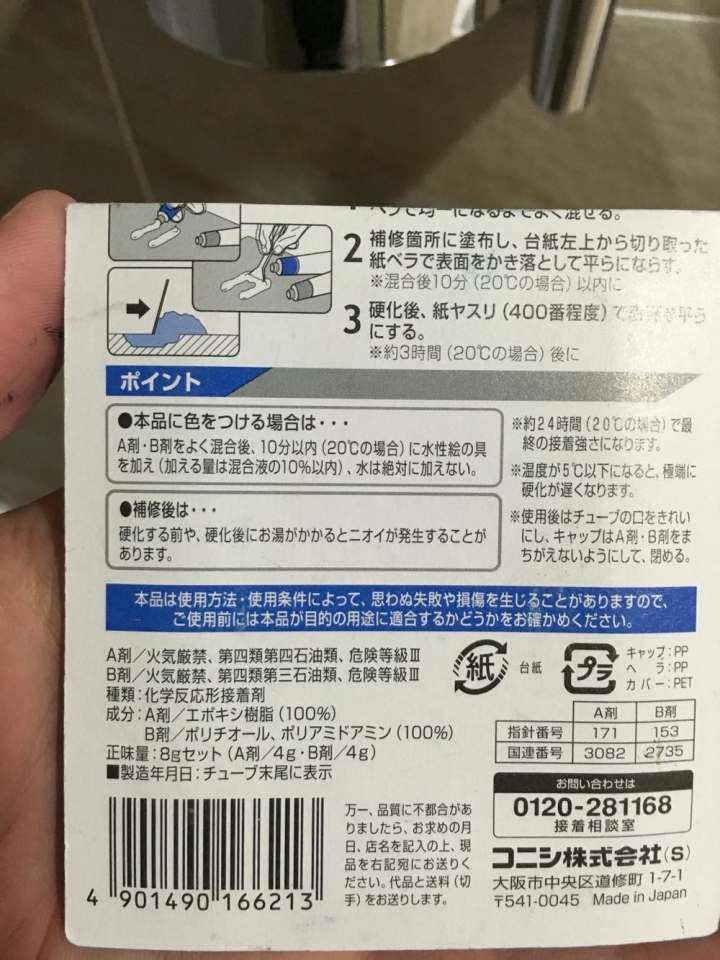 ベラで均一になるまでよく混ぜる。
2 補修箇所に塗布し、台紙左上から切り取った
紙ベラで表面をかき落として平らにならす。
※混合後10分(20℃の場合)以内に
3 硬化後、紙ヤスリ(400番程度)で 平ら
にする。
※約3時間(20℃の場合)後に
ポイント
●本品に色をつける場合は・・・
A剤・B剤をよく混合後、10分以内(20℃の場合)に水性絵の具
を加え(加える量は混合液の10%以内)、水は絶対に加えない。
●補修後は・・・
硬化する前や、硬化後にお湯がかかるとニオイが発生することが
あります。
※約24時間(20℃の場合)で最
終の接着強さになります。
※温度が5℃以下になると、極端に
硬化が遅くなります。
※使用後はチューブの口をきれい
にし、キャップはA剤・B剤をま
ちがえないようにして、閉める。
本品は使用方法・使用条件によって、思わぬ失敗や損傷を生じることがありますので、
ご使用前には本品が目的の用途に適合するかどうかをお確かめください。
A剤/火気厳禁、第四類第四石油類、危険等級Ⅲ
B剤/火気厳禁、第四類第三石油類、危険等級Ⅲ
種類:化学反応形接着剤
成分:A剤/エポキシ樹脂(100%)
B剤/ポリチオール、ポリアミドアミン(100%)
正味量:8gセット(A剤/4g・B剤/4g)
■製造年月日:チューブ末尾に表示
紙 台紙
プラ
キャップ:PP
ヘラ:PP
カバー:PET
A剤 B剤
指針番号 171 153
国連番号 3082 2735
お問い合わせは
0120-281168
接着相談室
コニシ株式会社(S)
大阪市中央区道修町1-7-1
〒541-0045 Made in Japan
万一、品質に不都合があ
りましたら、お求めの月
日、店名を記入の上、現
品を右記宛にお送りく
ださい。代品と送料(切
手)をお送りします。
4 901490 166213